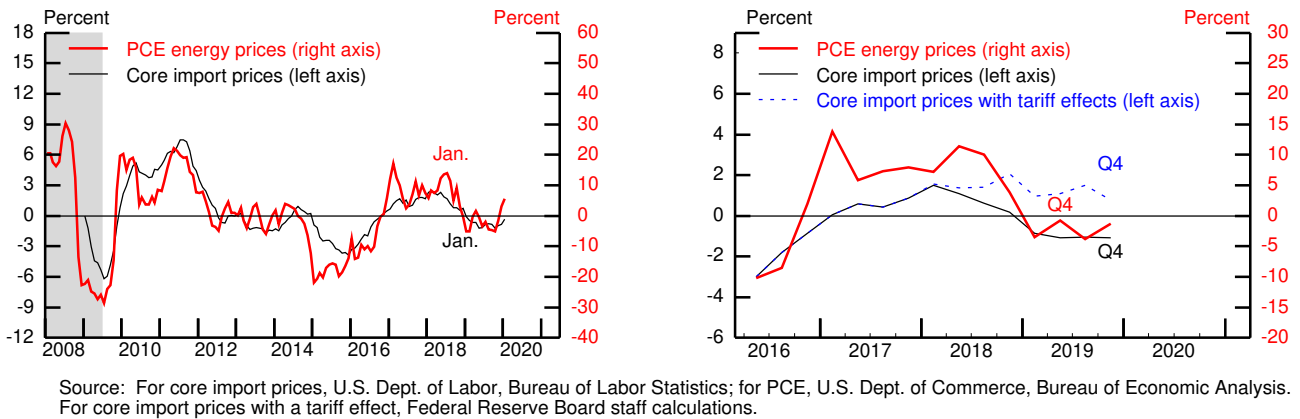 Percent Percent
18 60
PCE energy prices (right axis)
15 50
Core import prices (left axis)
12 40
9 30
6 20
Jan.
3 10
0 0
Jan.
-3 -10
-6 -20
-9 -30
-12 -40
2008 2010 2012 2014 2016 2018 2020
Percent Percent
30
8 PCE energy prices (right axis) 25
Core import prices (left axis)
6 20
Core import prices with tariff effects (left axis)
15
4
Q4 10
2
5
Q4
0 0
-5
-2 Q4
-10
-4
-15
-6 -20
2016 2017 2018 2019 2020
Source: For core import prices, U.S. Dept. of Labor, Bureau of Labor Statistics; for PCE, U.S. Dept. of Commerce, Bureau of Economic Analysis.
For core import prices with a tariff effect, Federal Reserve Board staff calculations.